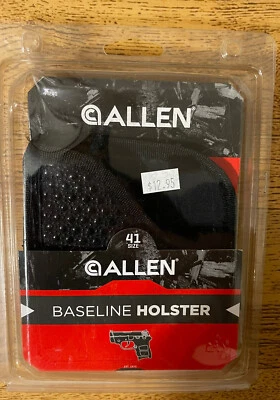 ALLEN
$12.95
41
SIZE
ALLEN
BASELINE HOLSTER